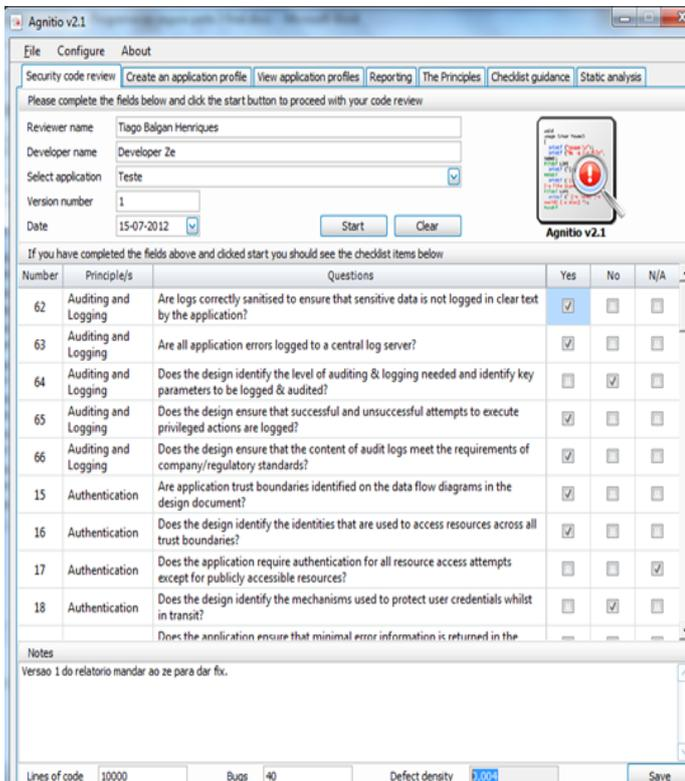 Agnitio v2.1
File Configure About
Security code review Create an application profile View application profiles Reporting The Principles Checklist guidance Static analysis
Please complete the fields below and click the start button to proceed with your code review
Reviewer name Tiago Balgan Henriques
Developer name Developer Ze
Select application Teste
Version number 1
Date 15-07-2012 Start Clear
Agnitio v2.1
If you have completed the fields above and clicked start you should see the checklist items below
Number Principle/s Questions Yes No N/A
62 Auditing and Logging Are logs correctly sanitised to ensure that sensitive data is not logged in clear text
by the application?
63 Auditing and Logging Are all application errors logged to a central log server?
64 Auditing and Logging Does the design identify the level of auditing & logging needed and identify key
parameters to be logged & audited?
65 Auditing and Logging Does the design ensure that successful and unsuccessful attempts to execute
privileged actions are logged?
66 Auditing and Logging Does the design ensure that the content of audit logs meet the requirements of
company/regulatory standards?
15 Authentication Are application trust boundaries identified on the data flow diagrams in the
design document?
16 Authentication Does the design identify the identities that are used to access resources across all
trust boundaries?
17 Authentication Does the application require authentication for all resource access attempts
except for publicly accessible resources?
18 Authentication Does the design identify the mechanisms used to protect user credentials whilst
in transit?
Does the application ensure that minimal error information is returned in the
Notes
Versao 1 do relatorio mandar ao ze para dar fix.
Lines of code 10000 Bugs 40 Defect density 0,004 Save